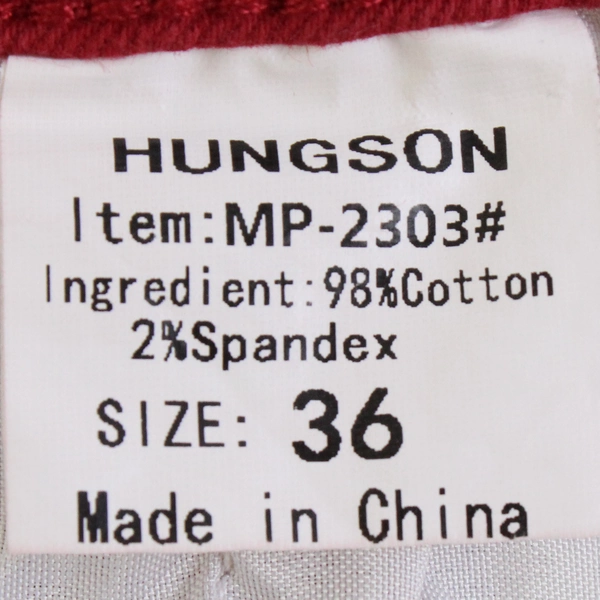 HUNGSON
Item:MP-2303#
Ingredient:98%Cotton
2%Spandex
SIZE: 36
Made in China